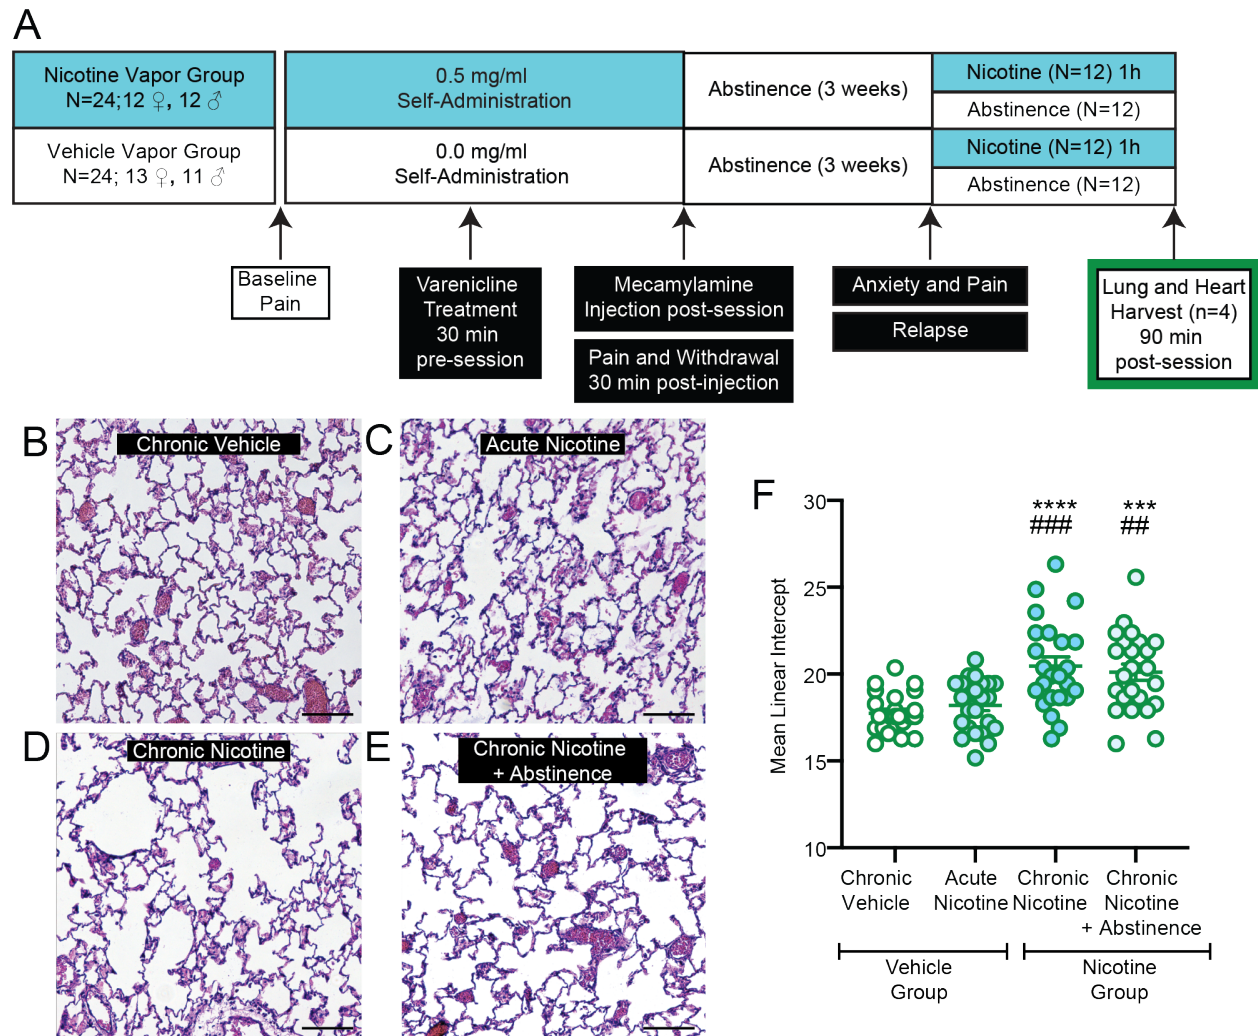 A
Nicotine Vapor Group
N=24;12 ♀, 12 ♂
0.5 mg/ml
Self-Administration
Abstinence (3 weeks)
Nicotine (N=12) 1h
Abstinence (N=12)
Vehicle Vapor Group
N=24; 13 ♀, 11 ♂
0.0 mg/ml
Self-Administration
Abstinence (3 weeks)
Nicotine (N=12) 1h
Abstinence (N=12)
Baseline
Pain
Varenicline
Treatment
30 min
pre-session
Mecamylamine
Injection post-session
Pain and Withdrawal
30 min post-injection
Anxiety and Pain
Relapse
Lung and Heart
Harvest (n=4)
90 min
post-session
B
Chronic Vehicle
C
Acute Nicotine
D
Chronic Nicotine
E
Chronic Nicotine
+ Abstinence
F
Mean Linear Intercept
30
25
20
15
10
****
###
***
##
Chronic
Vehicle
Acute
Nicotine
Chronic
Nicotine
Chronic
Nicotine
+ Abstinence
Vehicle
Group
Nicotine
Group